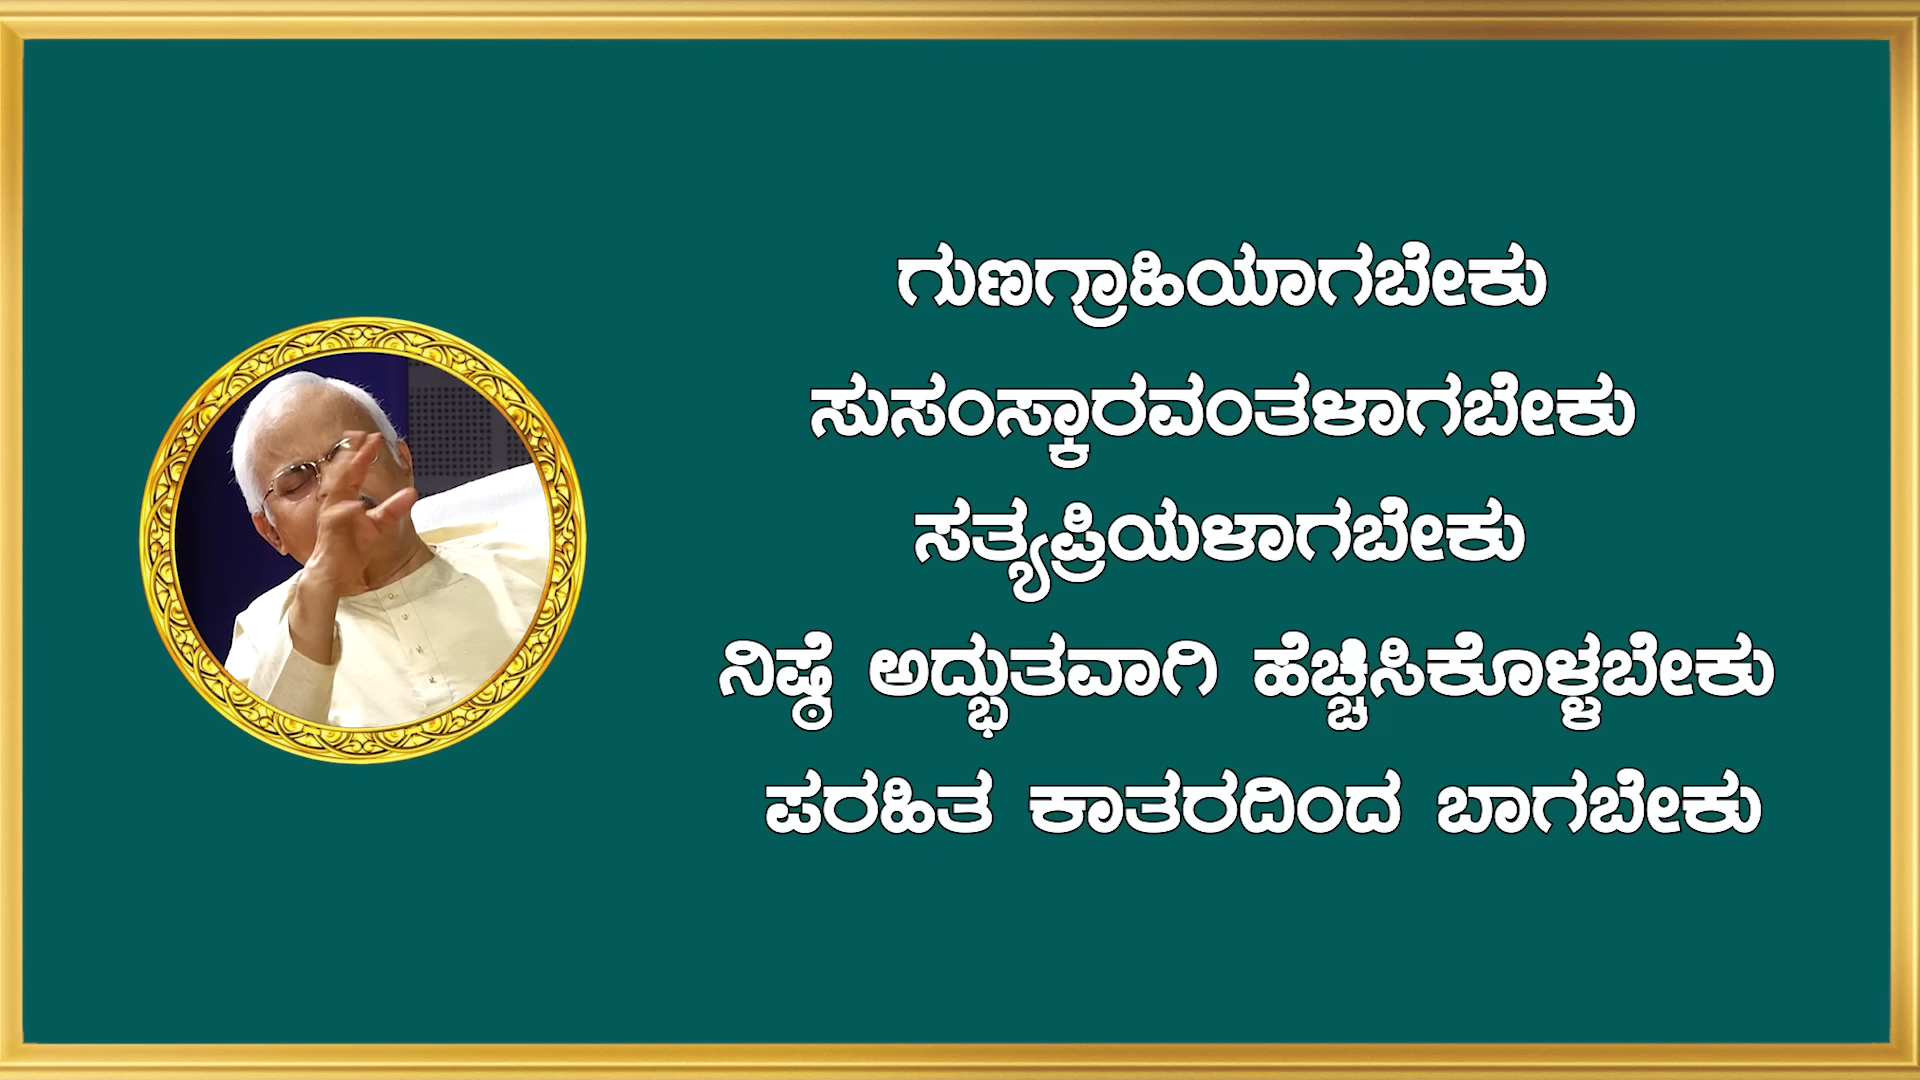 ಗುಣಗ್ರಾಹಿಯಾಗಬೇಕು
ಸುಸಂಸ್ಕಾರವಂತಳಾಗಬೇಕು
ಸತ್ಯಪ್ರಿಯಳಾಗಬೇಕು
ನಿಷ್ಠೆ ಅದ್ಭುತವಾಗಿ ಹೆಚ್ಚಿಸಿಕೊಳ್ಳಬೇಕು
ಪರಹಿತ ಕಾತರದಿಂದ ಬಾಗಬೇಕು